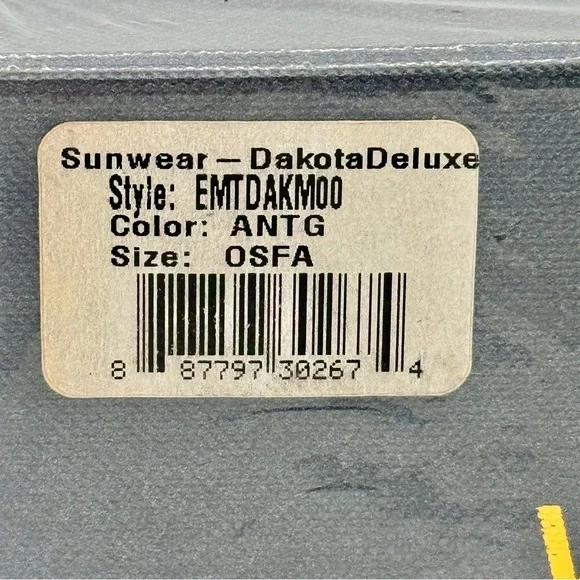 Sunwear — DakotaDeluxe
Style: EMTDAKM00
Color: ANTG
Size: OSFA
8 87797 30267 4